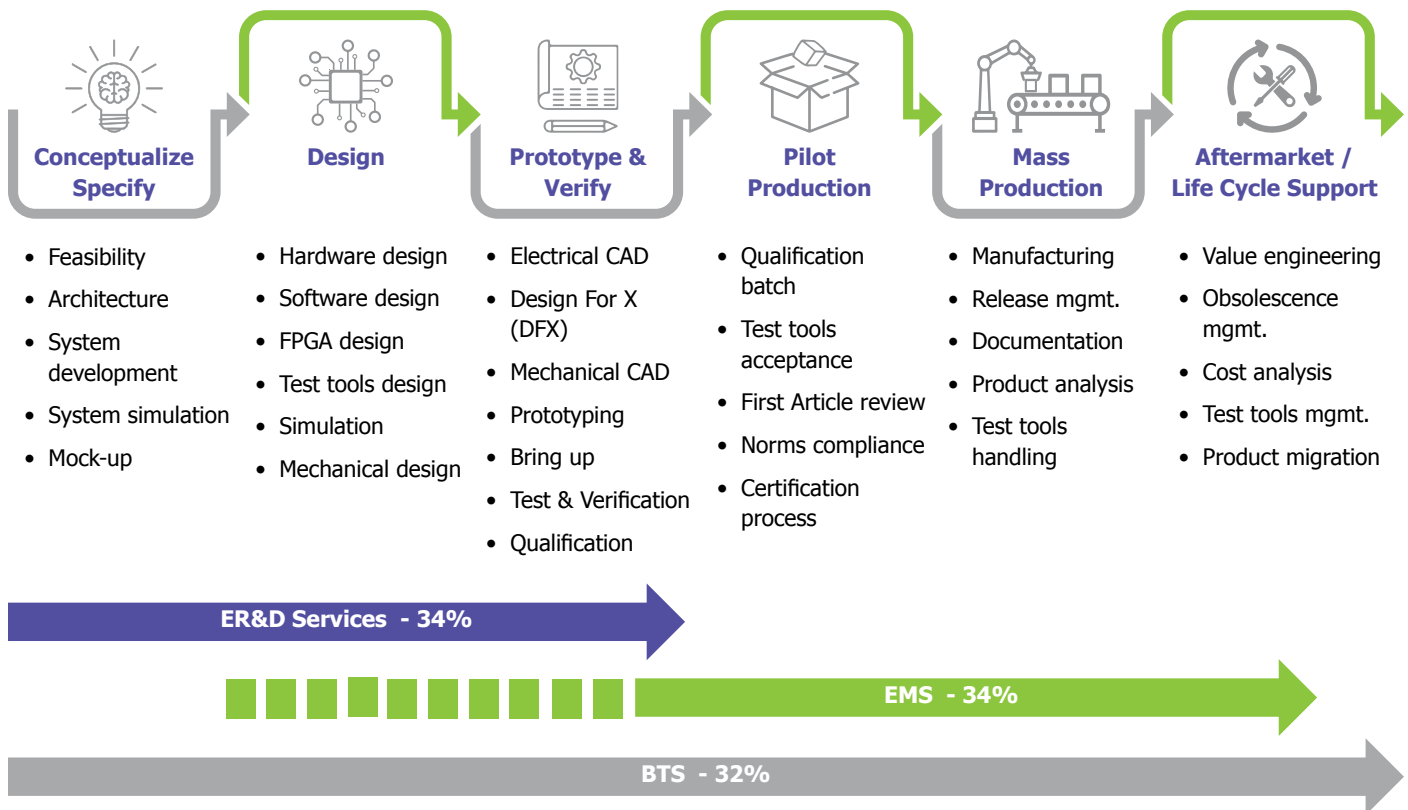 Conceptualize
Specify
• Feasibility
• Architecture
• System
development
• System simulation
• Mock-up
Design
• Hardware design
• Software design
• FPGA design
• Test tools design
• Simulation
• Mechanical design
Prototype &
Verify
• Electrical CAD
• Design For X
(DFX)
• Mechanical CAD
• Prototyping
• Bring up
• Test & Verification
• Qualification
Pilot
Production
• Qualification
batch
• Test tools
acceptance
• First Article review
• Norms compliance
• Certification
process
Mass
Production
• Manufacturing
• Release mgmt.
• Documentation
• Product analysis
• Test tools
handling
Aftermarket /
Life Cycle Support
• Value engineering
• Obsolescence
mgmt.
• Cost analysis
• Test tools mgmt.
• Product migration
ER&D Services - 34%
EMS - 34%
BTS - 32%